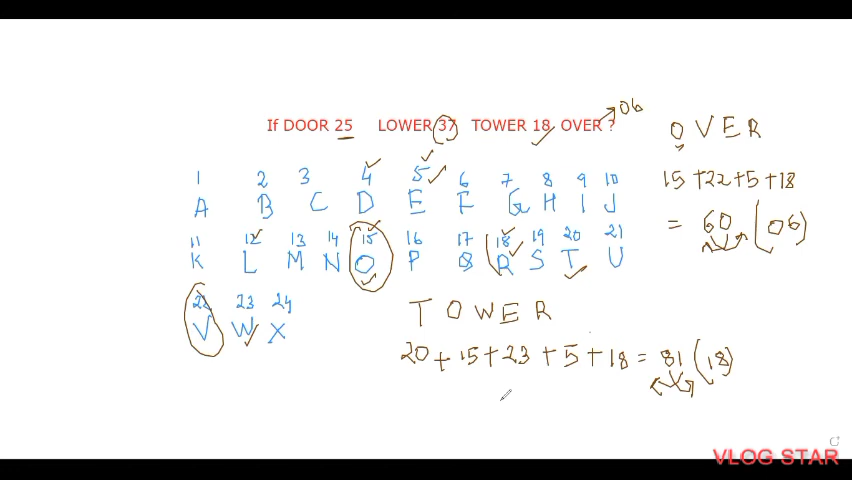 06
If DOOR 25 LOWER 37 TOWER 18 OVER ?
O V E R
1 2 3 4 5 6 7 8 9 10
A B C D E F G H I J
15 +22+5+18
= 60 (06)
11 12 13 14 15 16 17 18 19 20 21
K L M N O P Q R S T U
22 23 24
V W X
T O W E R
20 + 15 + 23 + 5 + 18 = 81 (18)
VLOG STAR